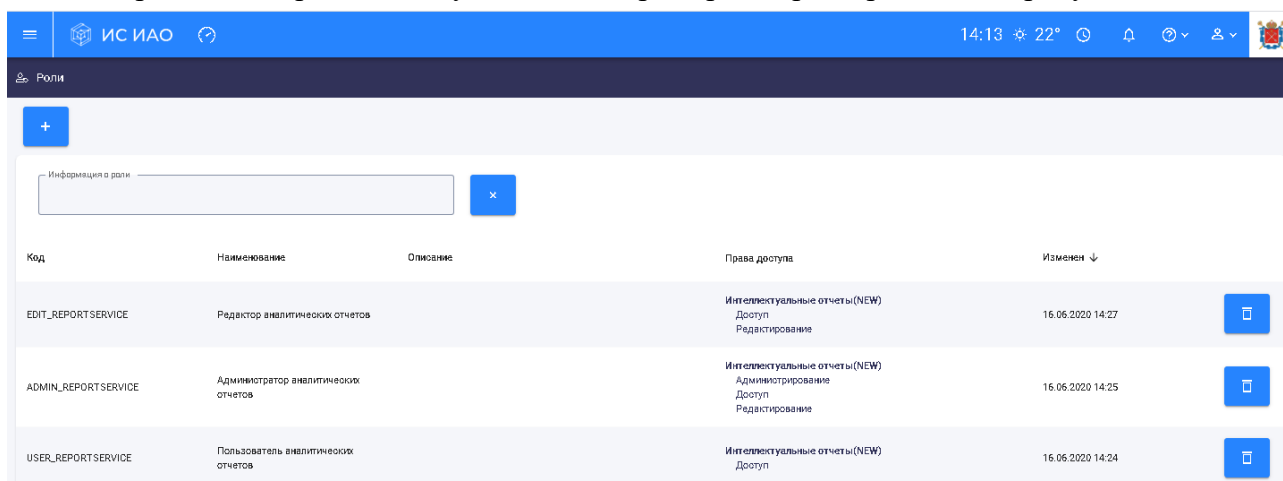 ИС ИАО
14:13 22°
Роли
+
Информация о роли
×
Код Наименование Описание Права доступа Изменен ↓
EDIT_REPORTSERVICE Редактор аналитических отчетов Интеллектуальные отчеты(NEW) 16.06.2020 14:27
Доступ
Редактирование
ADMIN_REPORTSERVICE Администратор аналитических отчетов Интеллектуальные отчеты(NEW) 16.06.2020 14:25
Администрирование
Доступ
Редактирование
USER_REPORTSERVICE Пользователь аналитических отчетов Интеллектуальные отчеты(NEW) 16.06.2020 14:24
Доступ